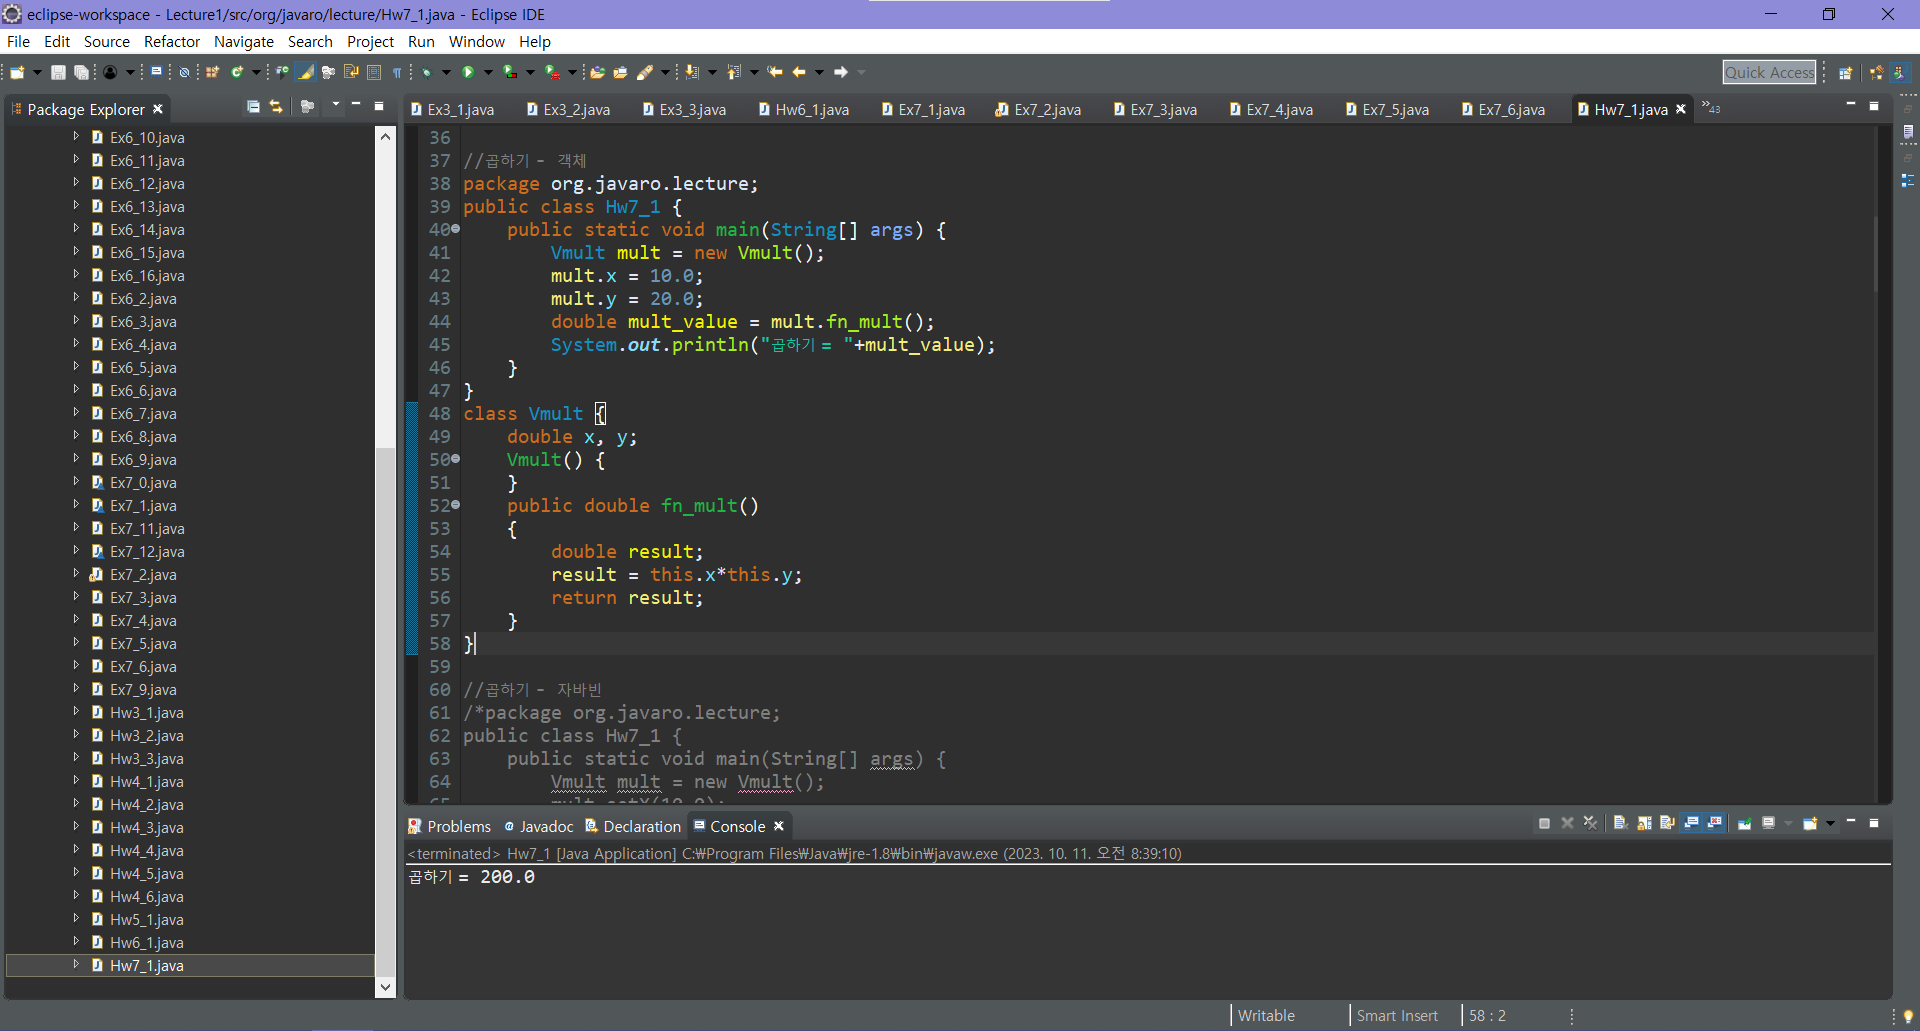 eclipse-workspace - Lecture1/src/org/javaro/lecture/Hw7_1.java - Eclipse IDE
File Edit Source Refactor Navigate Search Project Run Window Help
Quick Access
Package Explorer
Ex3_1.java Ex3_2.java Ex3_3.java Hw6_1.java Ex7_1.java Ex7_2.java Ex7_3.java Ex7_4.java Ex7_5.java Ex7_6.java Hw7_1.java »43
Ex6_10.java
Ex6_11.java
Ex6_12.java
Ex6_13.java
Ex6_14.java
Ex6_15.java
Ex6_16.java
Ex6_2.java
Ex6_3.java
Ex6_4.java
Ex6_5.java
Ex6_6.java
Ex6_7.java
Ex6_8.java
Ex6_9.java
Ex7_0.java
Ex7_1.java
Ex7_11.java
Ex7_12.java
Ex7_2.java
Ex7_3.java
Ex7_4.java
Ex7_5.java
Ex7_6.java
Ex7_9.java
Hw3_1.java
Hw3_2.java
Hw3_3.java
Hw4_1.java
Hw4_2.java
Hw4_3.java
Hw4_4.java
Hw4_5.java
Hw4_6.java
Hw5_1.java
Hw6_1.java
Hw7_1.java
36
37 //곱하기 - 객체
38 package org.javaro.lecture;
39 public class Hw7_1 {
40 public static void main(String[] args) {
41 Vmult mult = new Vmult();
42 mult.x = 10.0;
43 mult.y = 20.0;
44 double mult_value = mult.fn_mult();
45 System.out.println("곱하기 = "+mult_value);
46 }
47 }
48 class Vmult {
49 double x, y;
50 Vmult() {
51 }
52 public double fn_mult()
53 {
54 double result;
55 result = this.x*this.y;
56 return result;
57 }
58 }
59
60 //곱하기 - 자바빈
61 /*package org.javaro.lecture;
62 public class Hw7_1 {
63 public static void main(String[] args) {
64 Vmult mult = new Vmult();
65 mult.setX(10.0);
Problems @ Javadoc Declaration Console
<terminated> Hw7_1 [Java Application] C:₩Program Files₩Java₩jre-1.8₩bin₩javaw.exe (2023. 10. 11. 오전 8:39:10)
곱하기 = 200.0
Writable Smart Insert 58 : 2